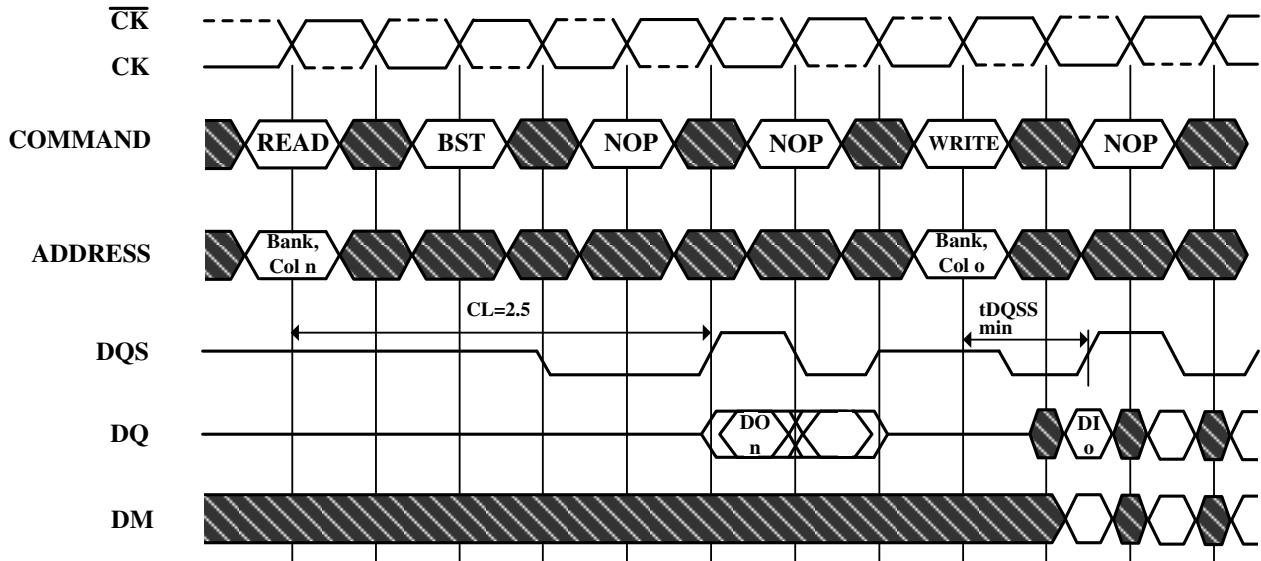 CK
CK
COMMAND READ BST NOP NOP WRITE NOP
ADDRESS
Bank,
Col n
Bank,
Col o
CL=2.5
tDQSS
min
DQS
DQ
DO
n
DI
o
DM